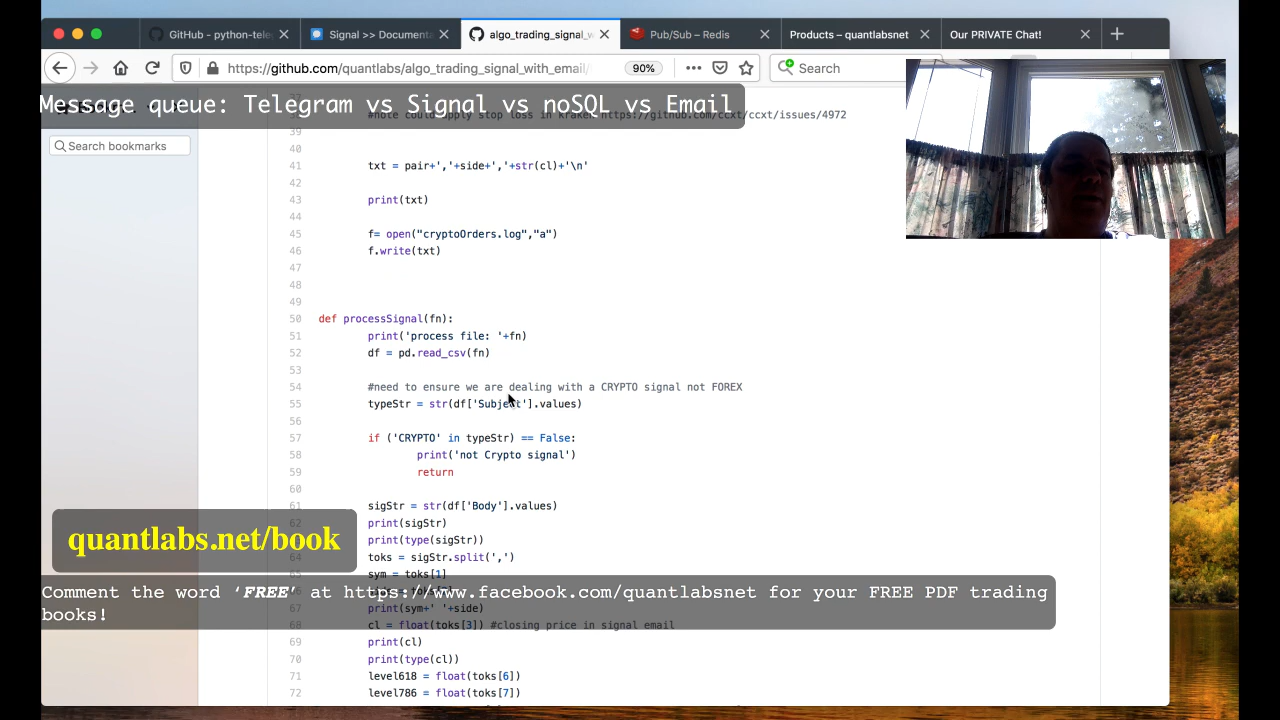 GitHub - python-tele
Signal >> Documenta
algo_trading_signal_w
Pub/Sub – Redis
Products – quantlabsnet
Our PRIVATE Chat!
https://github.com/quantlabs/algo_trading_signal_with_email/
90%
Search
Message queue: Telegram vs Signal vs noSQL vs Email
Search bookmarks
#note could apply stop loss in kraken https://github.com/ccxt/ccxt/issues/4972
39
40
41 txt = pair+','+side+','+str(cl)+'\n'
42
43 print(txt)
44
45 f= open("cryptoOrders.log","a")
46 f.write(txt)
47
48
49
50 def processSignal(fn):
51 print('process file: '+fn)
52 df = pd.read_csv(fn)
53
54 #need to ensure we are dealing with a CRYPTO signal not FOREX
55 typeStr = str(df['Subject'].values)
56
57 if ('CRYPTO' in typeStr) == False:
58 print('not Crypto signal')
59 return
60
61 sigStr = str(df['Body'].values)
62 print(sigStr)
print(type(sigStr))
64 toks = sigStr.split(',')
65 sym = toks[1]
quantlabs.net/book
Comment the word ‘FREE’ at https://www.facebook.com/quantlabsnet for your FREE PDF trading
books!
67 print(sym+' '+side)
68 cl = float(toks[3]) #closing price in signal email
69 print(cl)
70 print(type(cl))
71 level618 = float(toks[6])
72 level786 = float(toks[7])